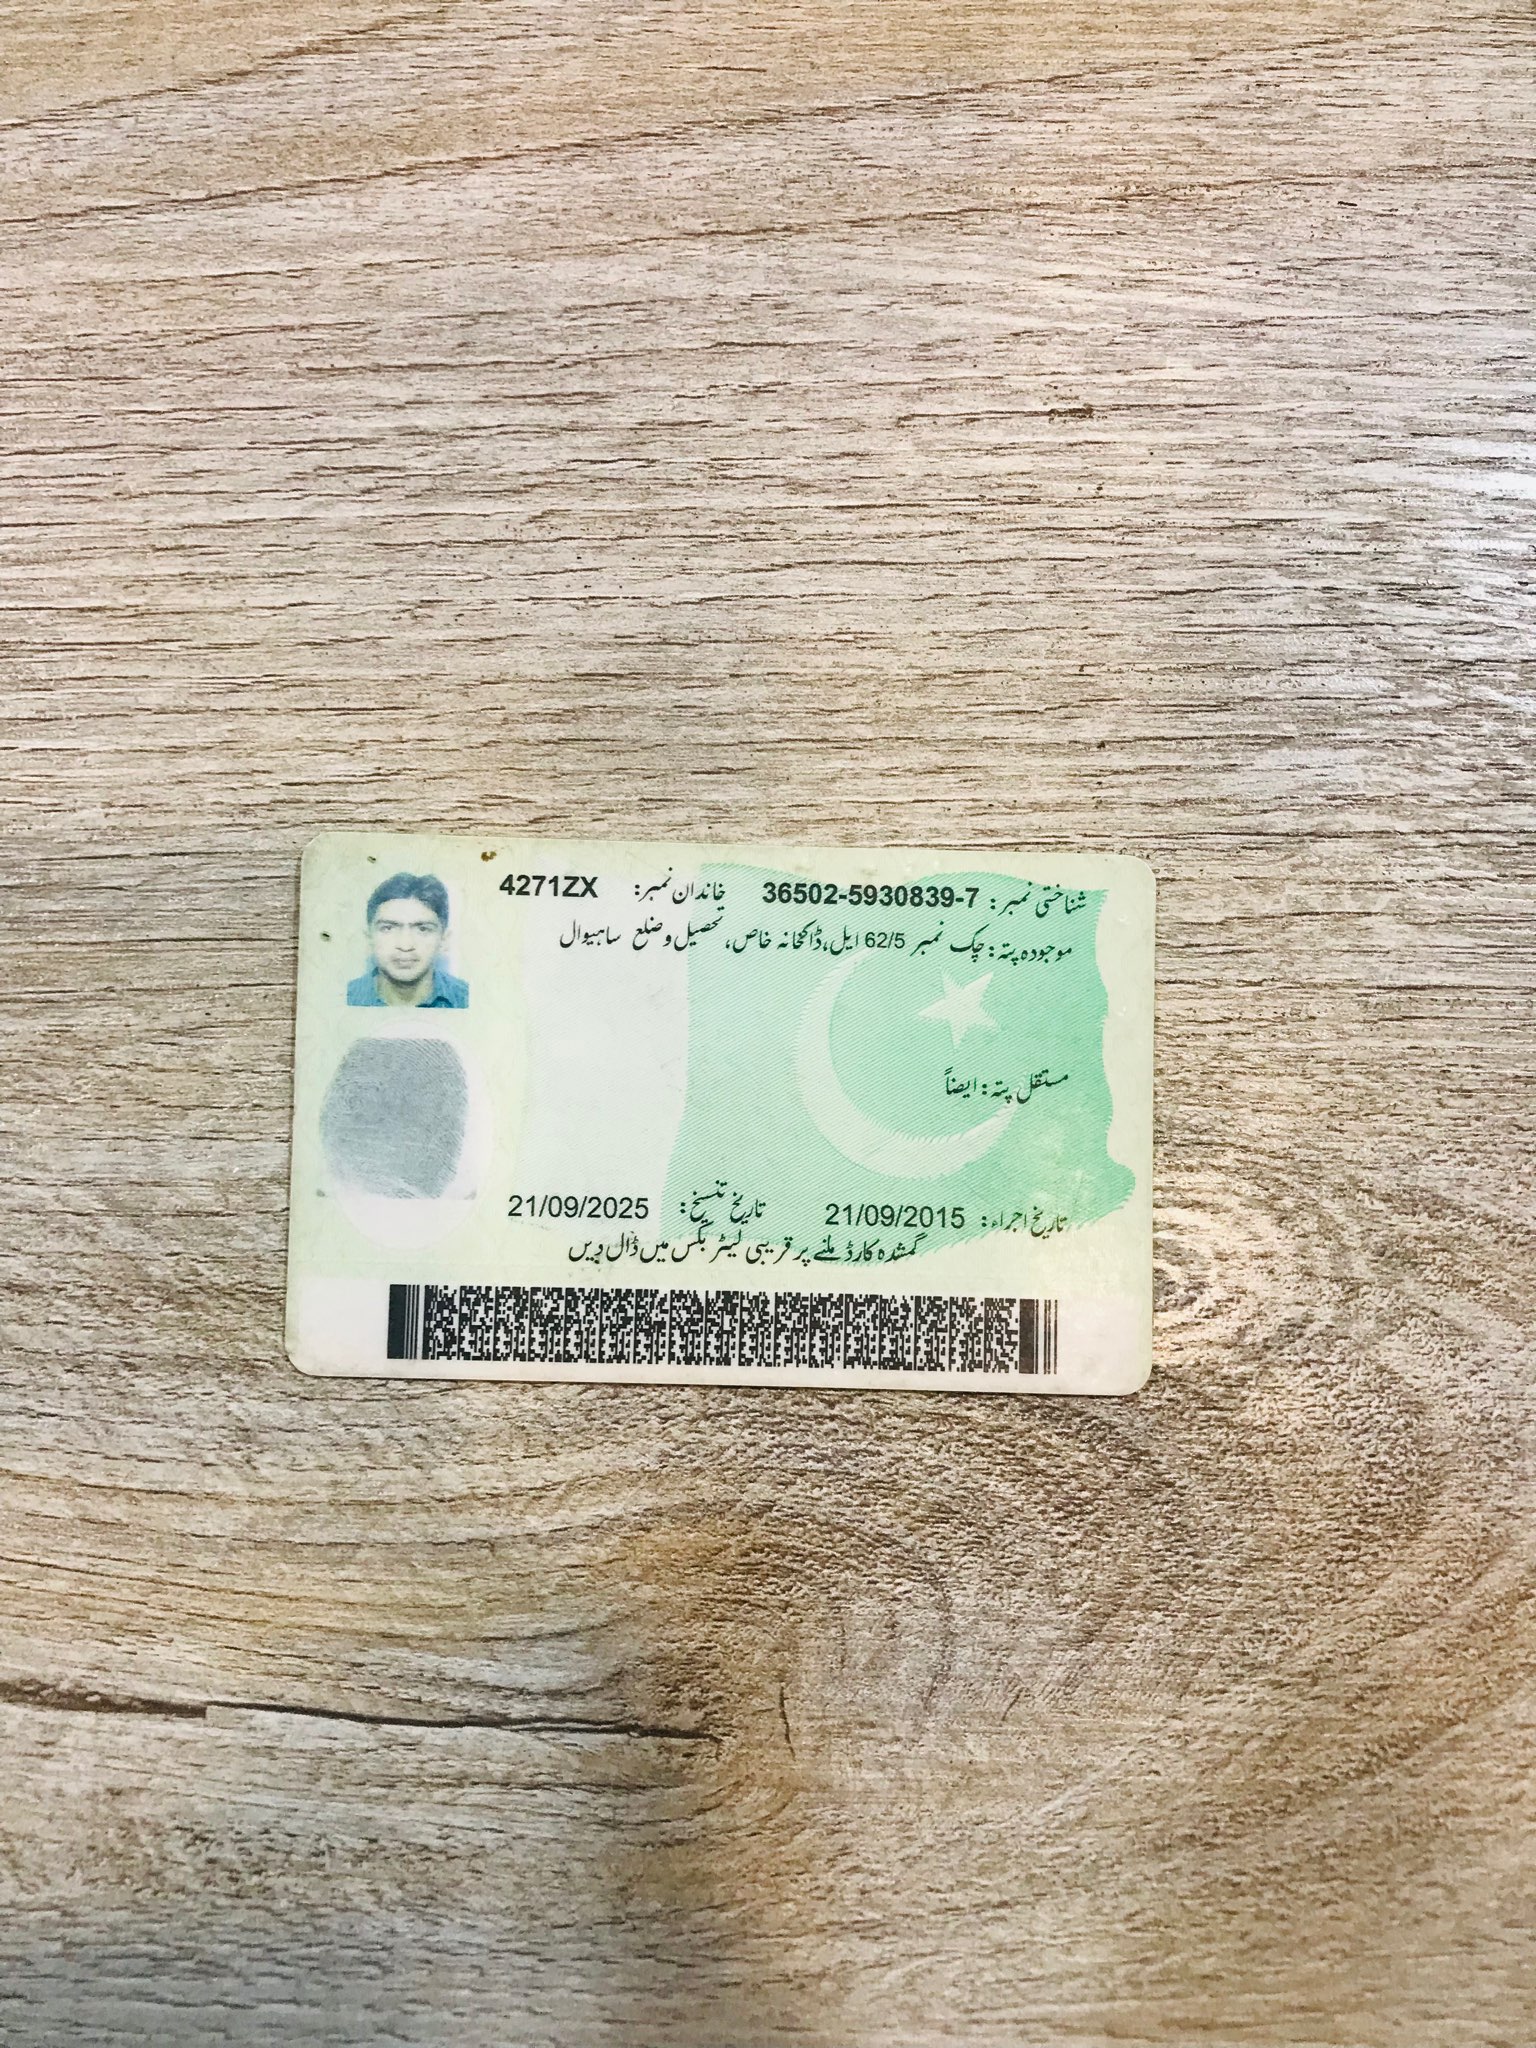 شناختی نمبر: 36502-5930839-7 خاندان نمبر: 4271ZX
موجودہ پتہ: چک نمبر 62/5 ایل، ڈاکخانہ خاص، تحصیل و ضلع ساہیوال
مستقل پتہ: ایضاً
تاریخ اجراء: 21/09/2015 تاریخ تنسیخ: 21/09/2025
گمشدہ کارڈ ملنے پر قریبی لیٹر بکس میں ڈال دیں